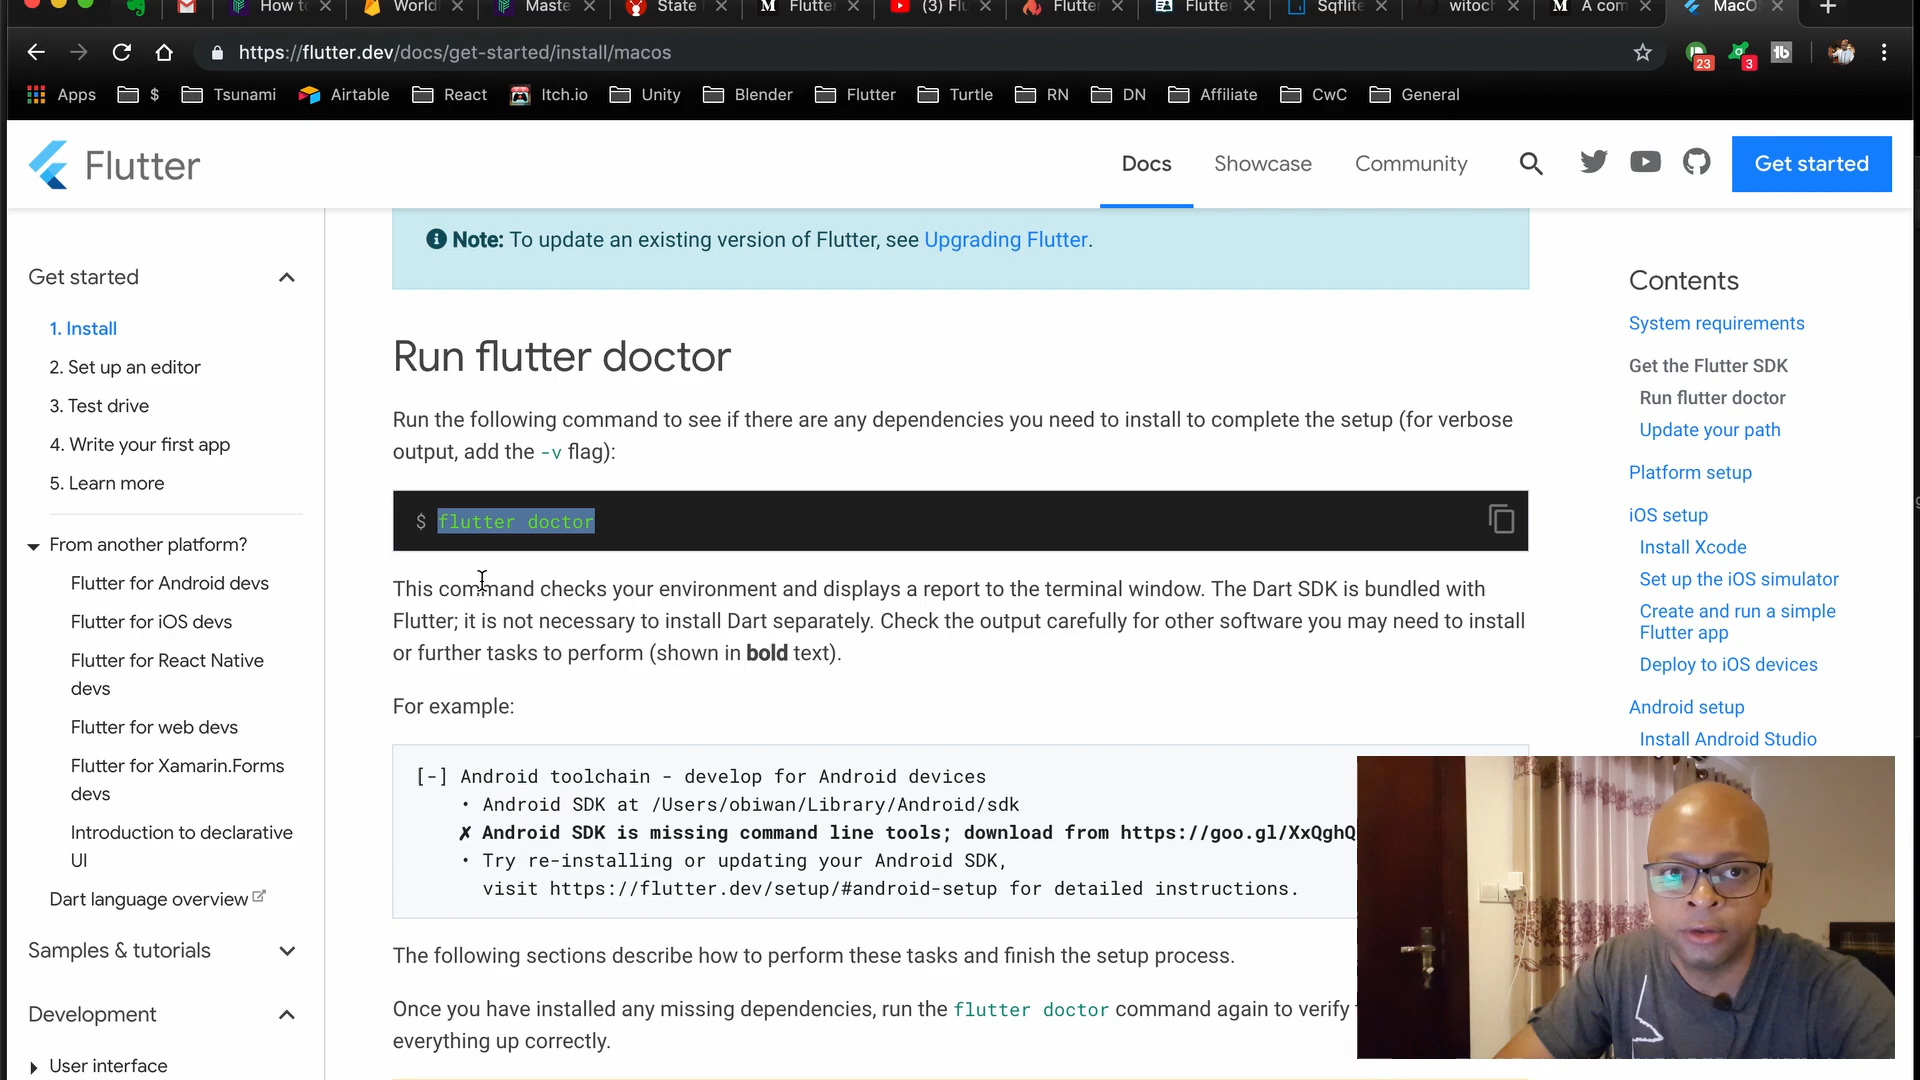 How to
World
Maste
State
Flutter
(3) Flu
Flutter
Flutte
Sqflite
witoch
A com
MacO
https://flutter.dev/docs/get-started/install/macos
23
3
Apps
$
Tsunami
Airtable
React
Itch.io
Unity
Blender
Flutter
Turtle
RN
DN
Affiliate
CwC
General
Flutter
Docs
Showcase
Community
Get started
Get started
1. Install
2. Set up an editor
3. Test drive
4. Write your first app
5. Learn more
From another platform?
Flutter for Android devs
Flutter for iOS devs
Flutter for React Native
devs
Flutter for web devs
Flutter for Xamarin.Forms
devs
Introduction to declarative
UI
Dart language overview
Samples & tutorials
Development
User interface
Note: To update an existing version of Flutter, see Upgrading Flutter.
Run flutter doctor
Run the following command to see if there are any dependencies you need to install to complete the setup (for verbose
output, add the -v flag):
$ flutter doctor
This command checks your environment and displays a report to the terminal window. The Dart SDK is bundled with
Flutter; it is not necessary to install Dart separately. Check the output carefully for other software you may need to install
or further tasks to perform (shown in bold text).
For example:
[-] Android toolchain - develop for Android devices
• Android SDK at /Users/obiwan/Library/Android/sdk
✗ Android SDK is missing command line tools; download from https://goo.gl/XxQghQ
• Try re-installing or updating your Android SDK,
visit https://flutter.dev/setup/#android-setup for detailed instructions.
The following sections describe how to perform these tasks and finish the setup process.
Once you have installed any missing dependencies, run the flutter doctor command again to verify
everything up correctly.
Contents
System requirements
Get the Flutter SDK
Run flutter doctor
Update your path
Platform setup
iOS setup
Install Xcode
Set up the iOS simulator
Create and run a simple
Flutter app
Deploy to iOS devices
Android setup
Install Android Studio